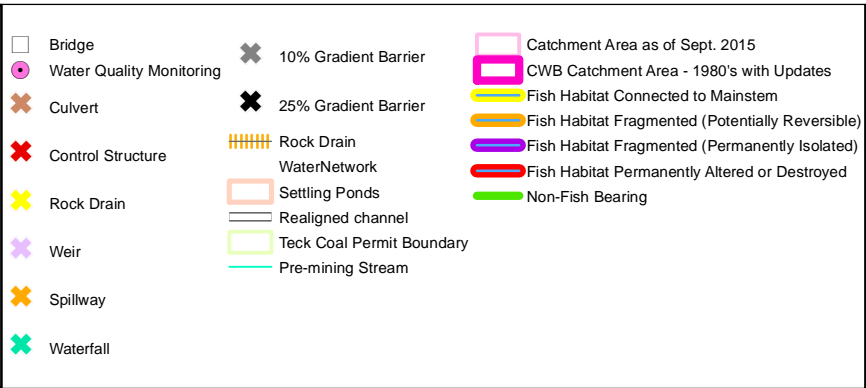 Bridge
Water Quality Monitoring
Culvert
Control Structure
Rock Drain
Weir
Spillway
Waterfall
10% Gradient Barrier
25% Gradient Barrier
Rock Drain
WaterNetwork
Settling Ponds
Realigned channel
Teck Coal Permit Boundary
Pre-mining Stream
Catchment Area as of Sept. 2015
CWB Catchment Area - 1980's with Updates
Fish Habitat Connected to Mainstem
Fish Habitat Fragmented (Potentially Reversible)
Fish Habitat Fragmented (Permanently Isolated)
Fish Habitat Permanently Altered or Destroyed
Non-Fish Bearing